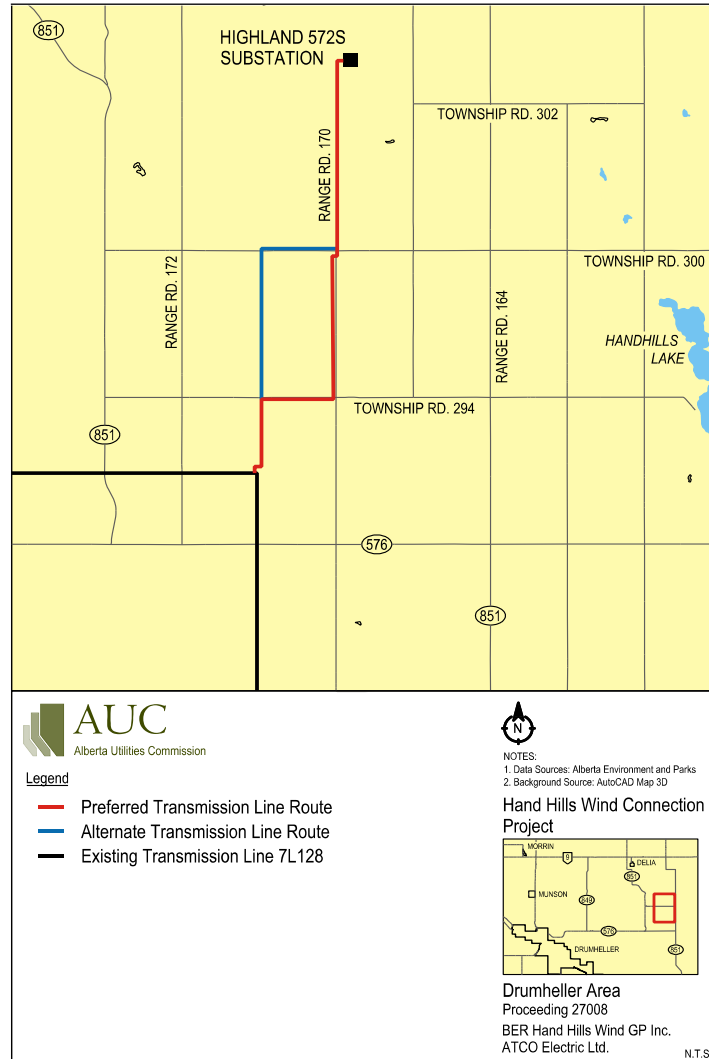 851
HIGHLAND 572S
SUBSTATION
TOWNSHIP RD. 302
RANGE RD. 170
TOWNSHIP RD. 300
RANGE RD. 172
RANGE RD. 164
HANDHILLS
LAKE
TOWNSHIP RD. 294
851
576
851
AUC
Alberta Utilities Commission
Legend
Preferred Transmission Line Route
Alternate Transmission Line Route
Existing Transmission Line 7L128
N
NOTES:
1. Data Sources: Alberta Environment and Parks
2. Background Source: AutoCAD Map 3D
Hand Hills Wind Connection
Project
MORRIN
9
DELIA
851
MUNSON
849
576
DRUMHELLER
851
Drumheller Area
Proceeding 27008
BER Hand Hills Wind GP Inc.
ATCO Electric Ltd.
N.T.S